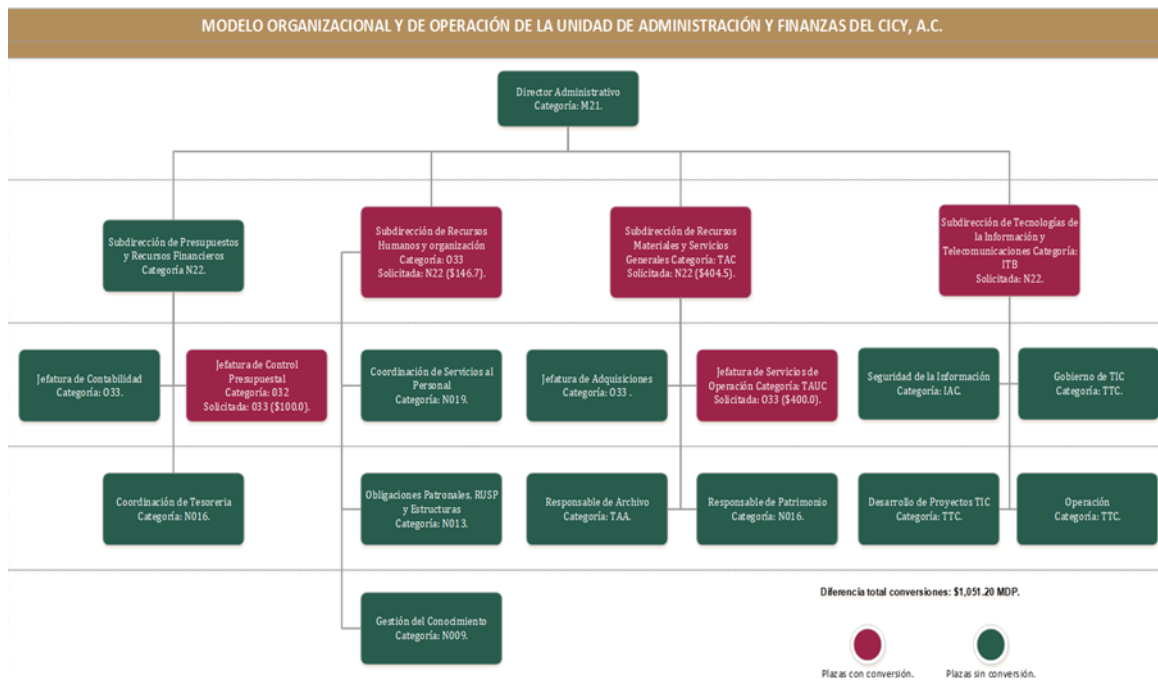 MODELO ORGANIZACIONAL Y DE OPERACIÓN DE LA UNIDAD DE ADMINISTRACIÓN Y FINANZAS DEL CICY, A.C.
Director Administrativo
Categoría: M21.
Subdirección de Presupuestos
y Recursos Financieros
Categoría N22.
Subdirección de Recursos
Humanos y organización
Categoría: O33
Solicitada: N22 ($146.7).
Subdirección de Recursos
Materiales y Servicios
Generales Categoría: TAC
Solicitada: N22 ($404.5).
Subdirección de Tecnologías de
la Información y
Telecomunicaciones Categoría:
ITB
Solicitada: N22.
Jefatura de Contabilidad
Categoría: O33.
Jefatura de Control
Presupuestal
Categoría: 032
Solicitada: 033 ($100.0).
Coordinación de Servicios al
Personal
Categoría: N019.
Jefatura de Adquisiciones
Categoría: O33 .
Jefatura de Servicios de
Operación Categoría: TAUC
Solicitada: O33 ($400.0).
Seguridad de la Información
Categoría: IAC.
Gobierno de TIC
Categoría: TTC.
Coordinación de Tesoreria
Categoría: N016.
Obligaciones Patronales, RUSP
y Estructuras
Categoría: N013.
Responsable de Archivo
Categoría: TAA.
Responsable de Patrimonio
Categoría: N016.
Desarrollo de Proyectos TIC
Categoría: TTC.
Operación
Categoría: TTC.
Gestión del Conocimiento
Categoría: N009.
Diferencia total conversiones: $1,051.20 MDP.
Plazas con conversión.
Plazas sin conversión.